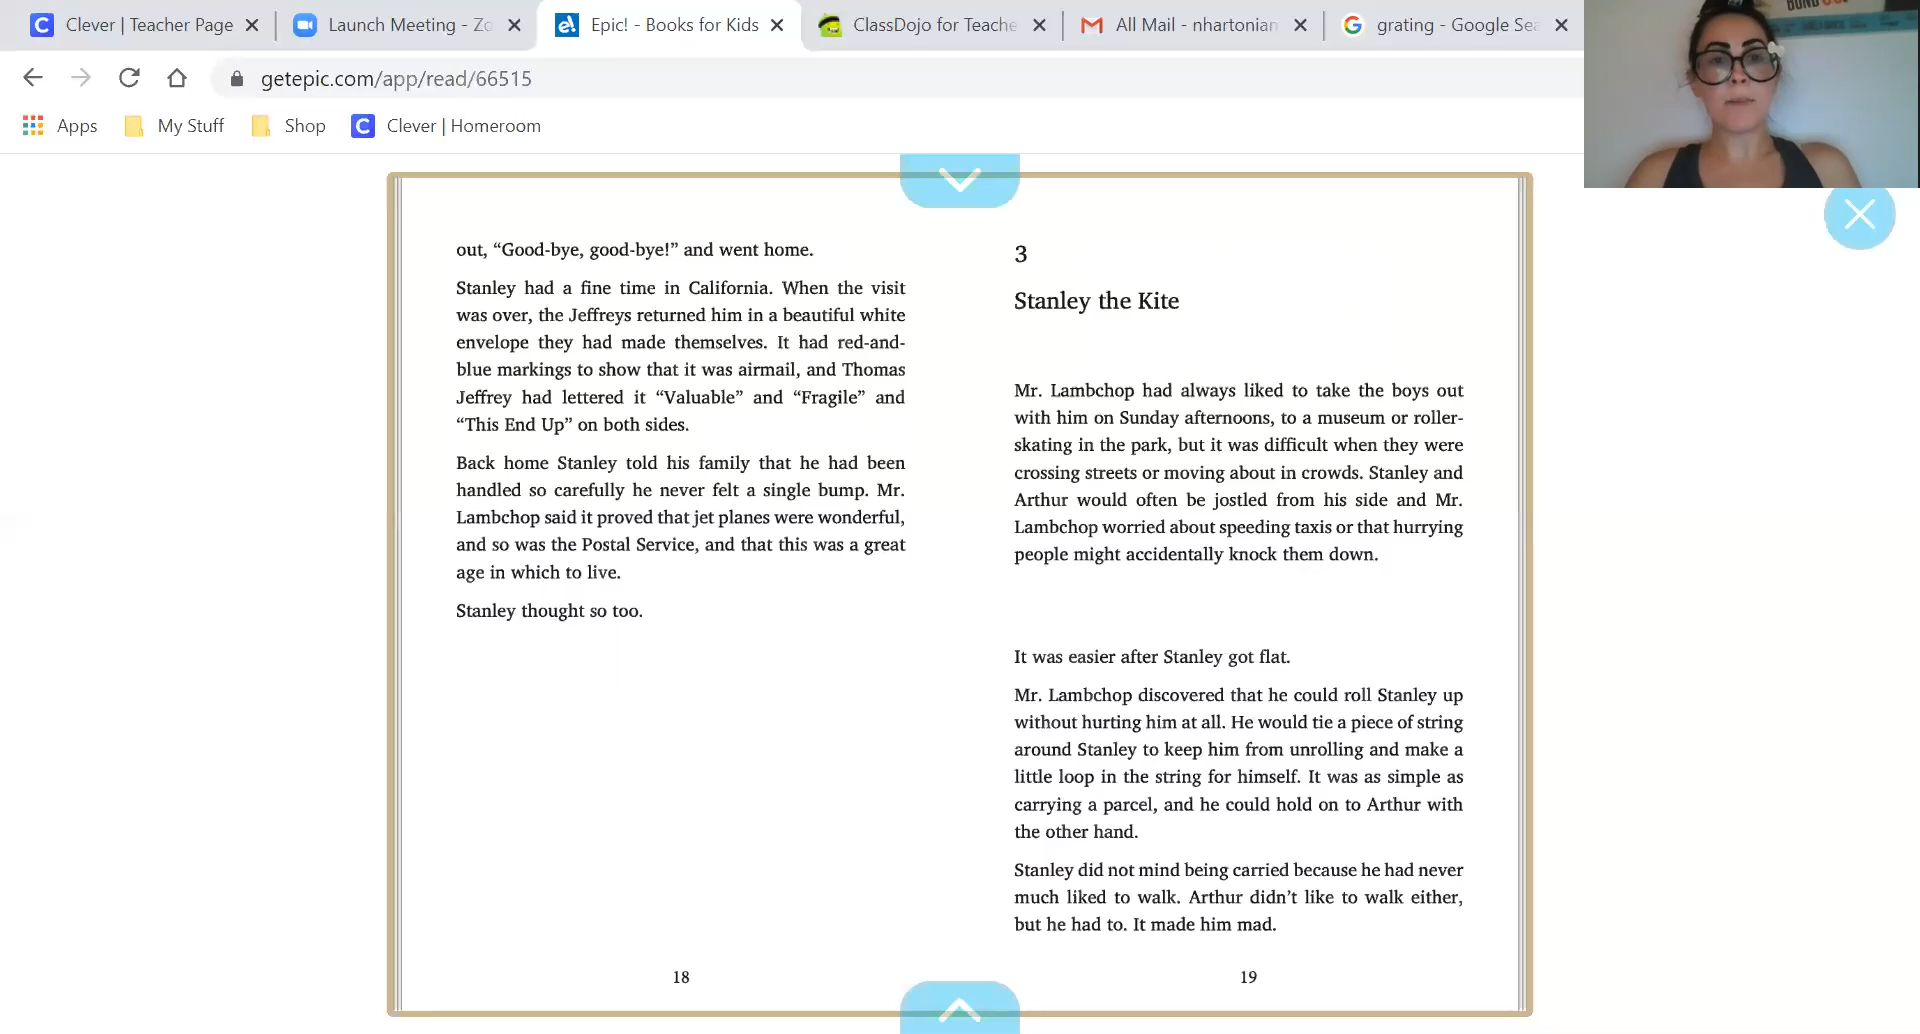 Clever | Teacher Page
Launch Meeting - Zo
Epic! - Books for Kids
ClassDojo for Teache
All Mail - nhartonian
grating - Google Sea
getepic.com/app/read/66515
Apps
My Stuff
Shop
Clever | Homeroom
out, “Good-bye, good-bye!” and went home.
Stanley had a fine time in California. When the visit
was over, the Jeffreys returned him in a beautiful white
envelope they had made themselves. It had red-and-
blue markings to show that it was airmail, and Thomas
Jeffrey had lettered it “Valuable” and “Fragile” and
“This End Up” on both sides.
Back home Stanley told his family that he had been
handled so carefully he never felt a single bump. Mr.
Lambchop said it proved that jet planes were wonderful,
and so was the Postal Service, and that this was a great
age in which to live.
Stanley thought so too.
18
3
Stanley the Kite
Mr. Lambchop had always liked to take the boys out
with him on Sunday afternoons, to a museum or roller-
skating in the park, but it was difficult when they were
crossing streets or moving about in crowds. Stanley and
Arthur would often be jostled from his side and Mr.
Lambchop worried about speeding taxis or that hurrying
people might accidentally knock them down.
It was easier after Stanley got flat.
Mr. Lambchop discovered that he could roll Stanley up
without hurting him at all. He would tie a piece of string
around Stanley to keep him from unrolling and make a
little loop in the string for himself. It was as simple as
carrying a parcel, and he could hold on to Arthur with
the other hand.
Stanley did not mind being carried because he had never
much liked to walk. Arthur didn’t like to walk either,
but he had to. It made him mad.
19